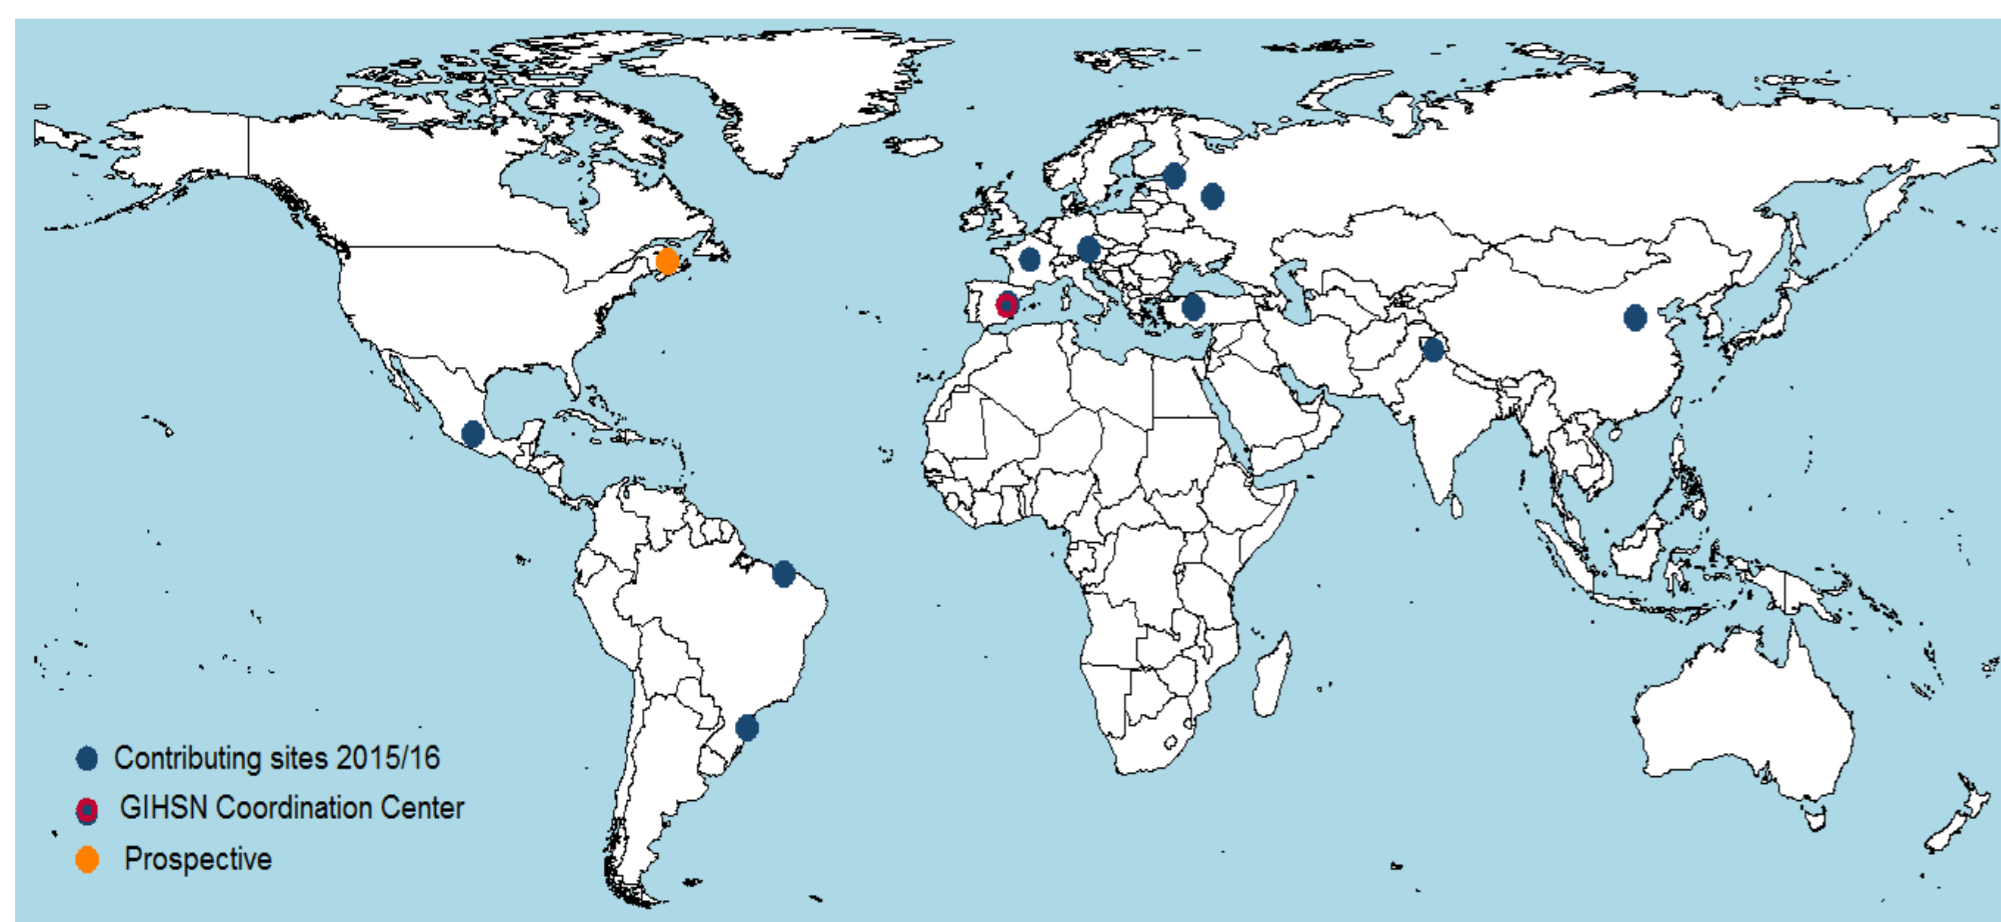 Contributing sites 2015/16
GIHSN Coordination Center
Prospective